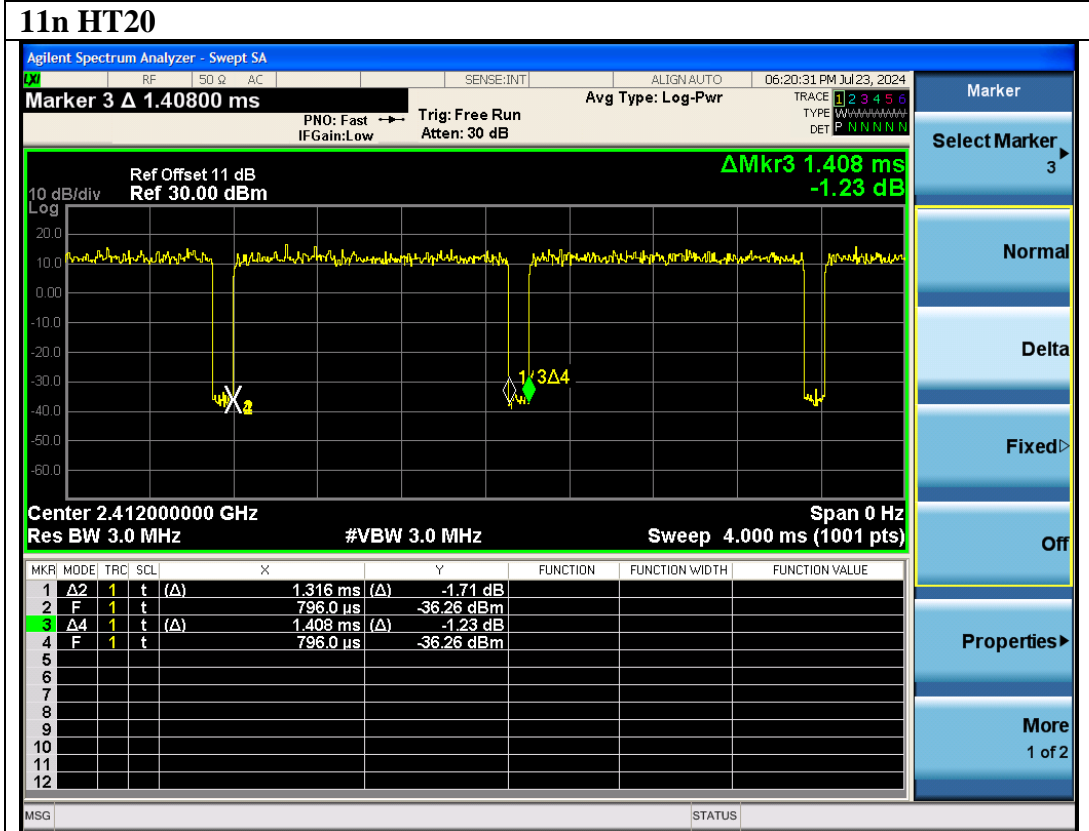 11n HT20
Agilent Spectrum Analyzer - Swept SA
LXI RF 50 Ω AC SENSE:INT ALIGN AUTO 06:20:31 PM Jul 23, 2024
Marker 3 Δ 1.40800 ms
PNO: Fast
IFGain:Low
Trig: Free Run
Atten: 30 dB
Avg Type: Log-Pwr
TRACE 1 2 3 4 5 6
TYPE W
DET P N N N N N
ΔMkr3 1.408 ms
-1.23 dB
Ref Offset 11 dB
10 dB/div Ref 30.00 dBm
Log
20.0
10.0
0.00
-10.0
-20.0
-30.0
-40.0
-50.0
-60.0
3Δ4
Center 2.412000000 GHz Span 0 Hz
Res BW 3.0 MHz #VBW 3.0 MHz Sweep 4.000 ms (1001 pts)
MKR MODE TRC SCL X Y FUNCTION FUNCTION WIDTH FUNCTION VALUE
1 Δ2 1 t (Δ) 1.316 ms (Δ) -1.71 dB
2 F 1 t 796.0 µs -36.26 dBm
3 Δ4 1 t (Δ) 1.408 ms (Δ) -1.23 dB
4 F 1 t 796.0 µs -36.26 dBm
5
6
7
8
9
10
11
12
MSG STATUS
Marker
Select Marker
3
Normal
Delta
Fixed
Off
Properties
More
1 of 2